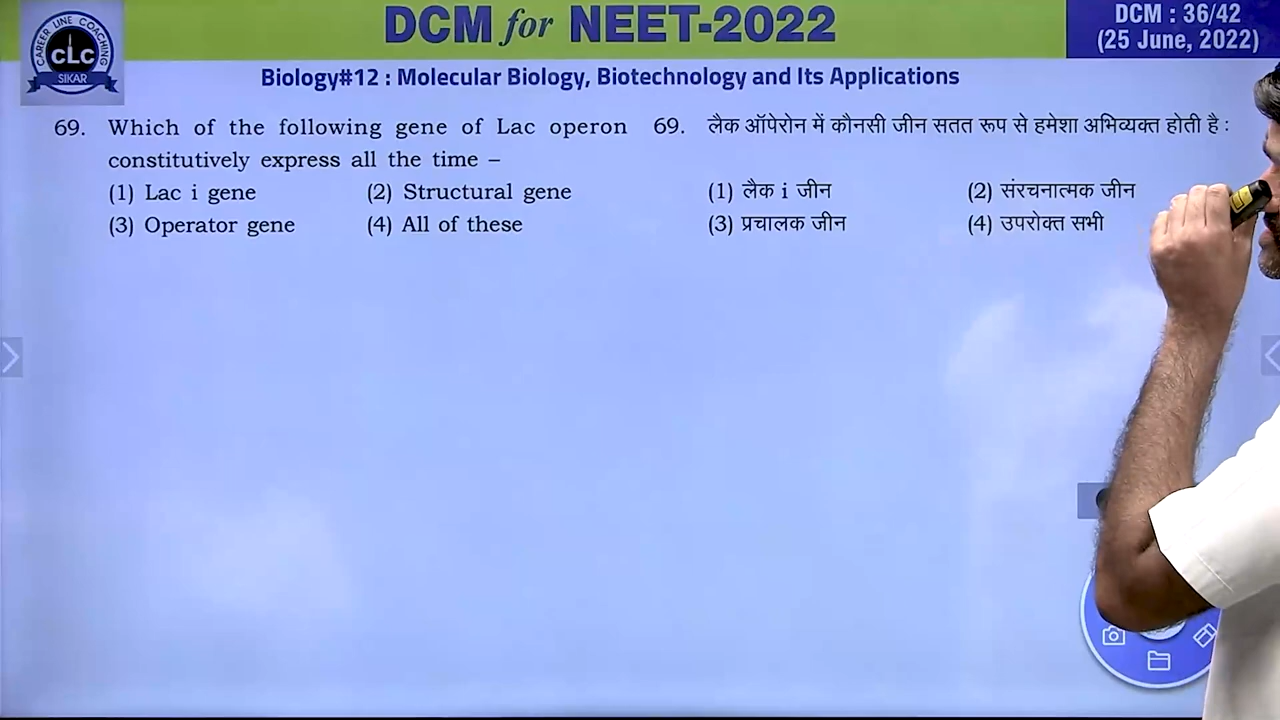 DCM for NEET-2022
DCM : 36/42
(25 June, 2022)
CAREER LINE COACHING
CLC
SIKAR
Biology#12 : Molecular Biology, Biotechnology and Its Applications
69. Which of the following gene of Lac operon
constitutively express all the time –
(1) Lac i gene (2) Structural gene
(3) Operator gene (4) All of these
69. लैक ऑपेरोन में कौनसी जीन सतत रूप से हमेशा अभिव्यक्त होती है :
(1) लैक i जीन (2) संरचनात्मक जीन
(3) प्रचालक जीन (4) उपरोक्त सभी